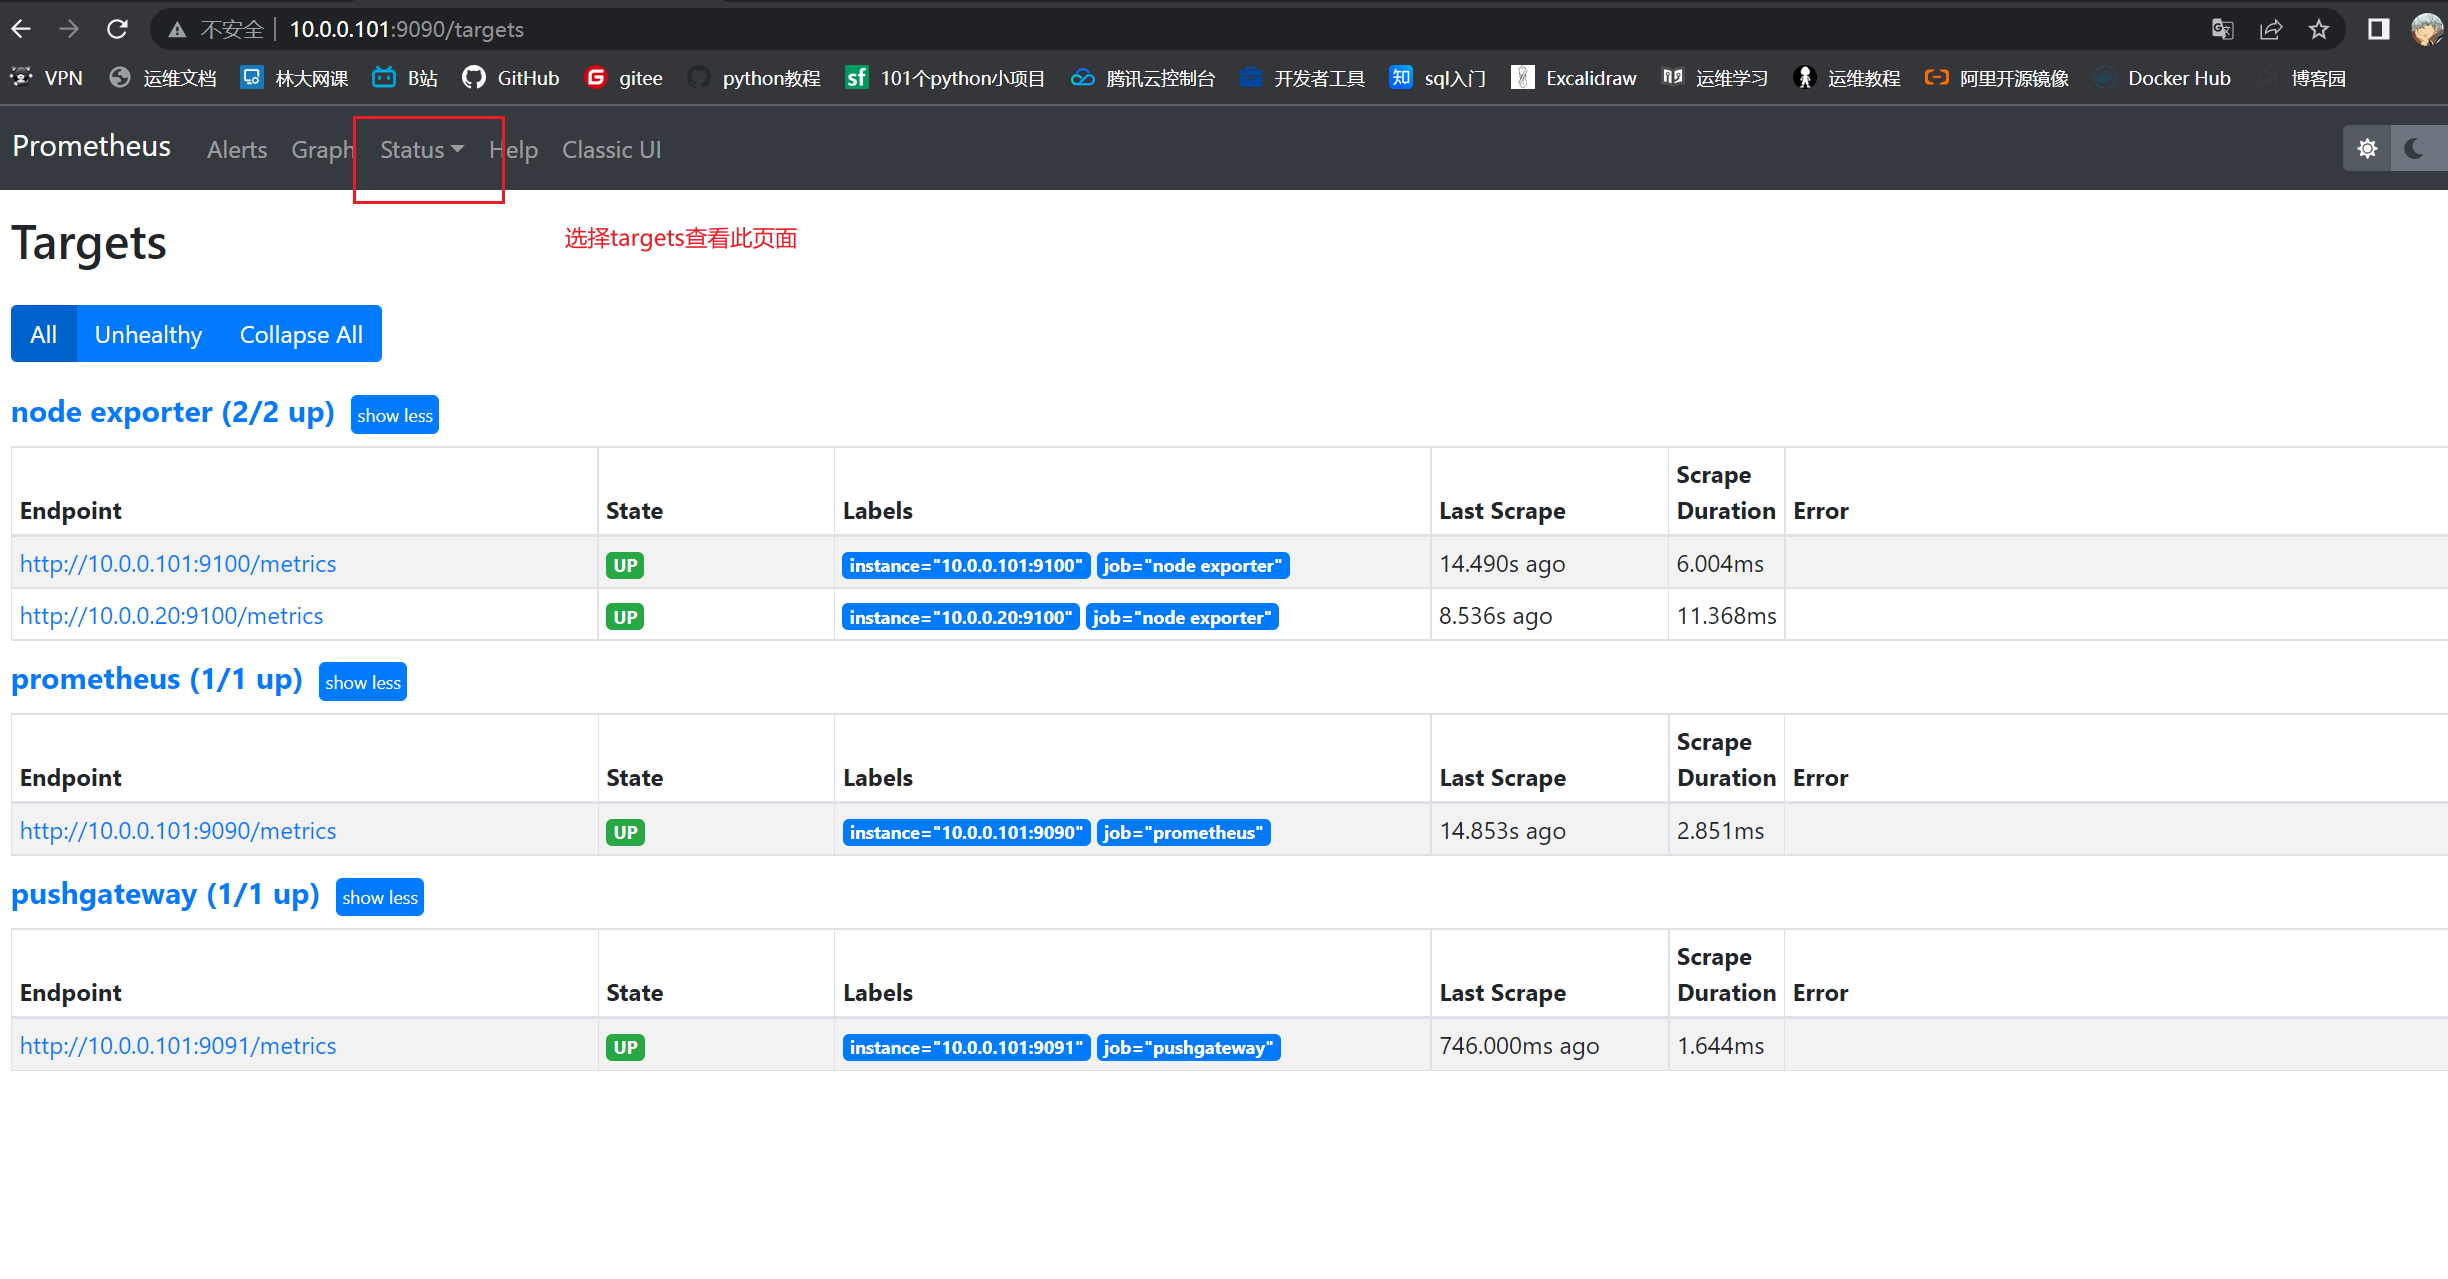 不安全 | 10.0.0.101:9090/targets
VPN 运维文档 林大网课 B站 GitHub gitee python教程 sf 101个python小项目 腾讯云控制台 开发者工具 知 sql入门 Excalidraw 运维学习 运维教程 阿里开源镜像 Docker Hub 博客园
Prometheus Alerts Graph Status Help Classic UI
Targets
选择targets查看此页面
All Unhealthy Collapse All
node exporter (2/2 up) show less
Endpoint State Labels Last Scrape Scrape Duration Error
http://10.0.0.101:9100/metrics UP instance="10.0.0.101:9100" job="node exporter" 14.490s ago 6.004ms
http://10.0.0.20:9100/metrics UP instance="10.0.0.20:9100" job="node exporter" 8.536s ago 11.368ms
prometheus (1/1 up) show less
Endpoint State Labels Last Scrape Scrape Duration Error
http://10.0.0.101:9090/metrics UP instance="10.0.0.101:9090" job="prometheus" 14.853s ago 2.851ms
pushgateway (1/1 up) show less
Endpoint State Labels Last Scrape Scrape Duration Error
http://10.0.0.101:9091/metrics UP instance="10.0.0.101:9091" job="pushgateway" 746.000ms ago 1.644ms